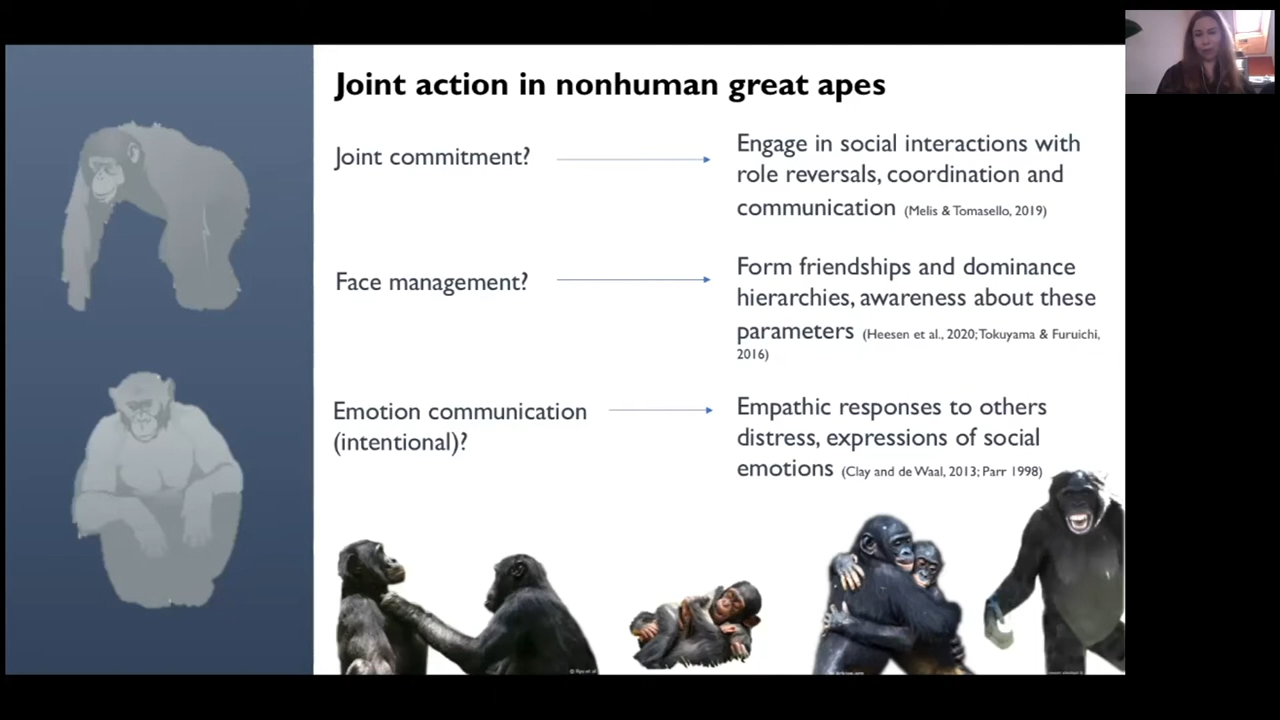 Joint action in nonhuman great apes
Joint commitment?
Engage in social interactions with
role reversals, coordination and
communication (Melis & Tomasello, 2019)
Face management?
Form friendships and dominance
hierarchies, awareness about these
parameters (Heesen et al., 2020; Tokuyama & Furuichi,
2016)
Emotion communication
(intentional)?
Empathic responses to others
distress, expressions of social
emotions (Clay and de Waal, 2013; Parr 1998)